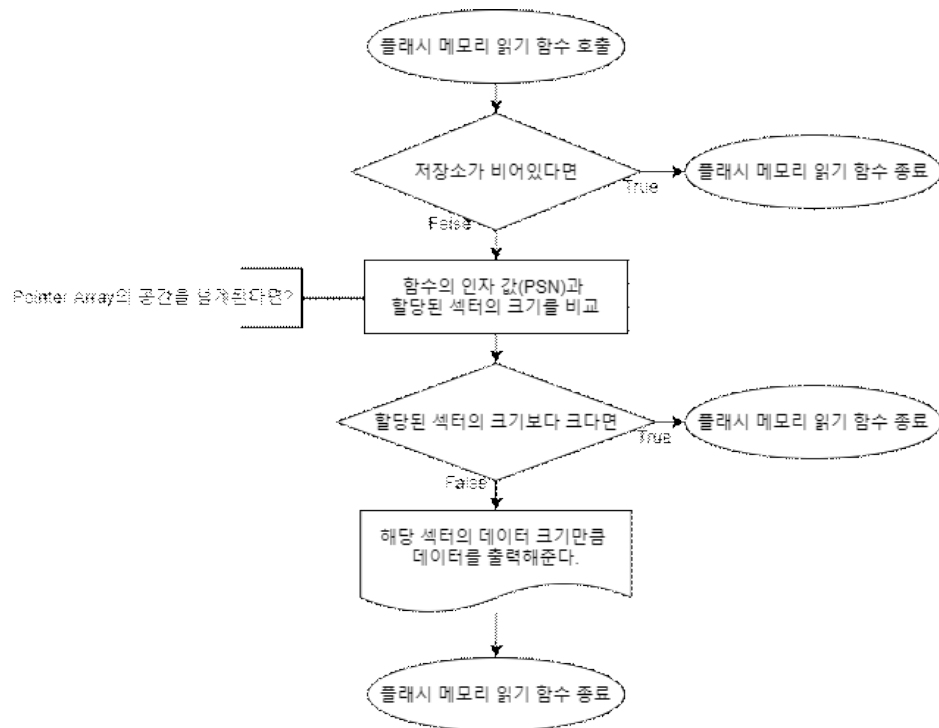 플래시 메모리 읽기 함수 호출
저장소가 비어있다면
True
플래시 메모리 읽기 함수 종료
False
Pointer Array의 공간을 넘게된다면?
함수의 인자 값(PSN)과
할당된 섹터의 크기를 비교
할당된 섹터의 크기보다 크다면
True
플래시 메모리 읽기 함수 종료
False
해당 섹터의 데이터 크기만큼
데이터를 출력해준다.
플래시 메모리 읽기 함수 종료